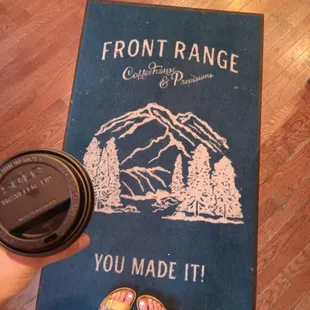 FRONT RANGE
Coffeehouse
& Provisions
YOU MADE IT!